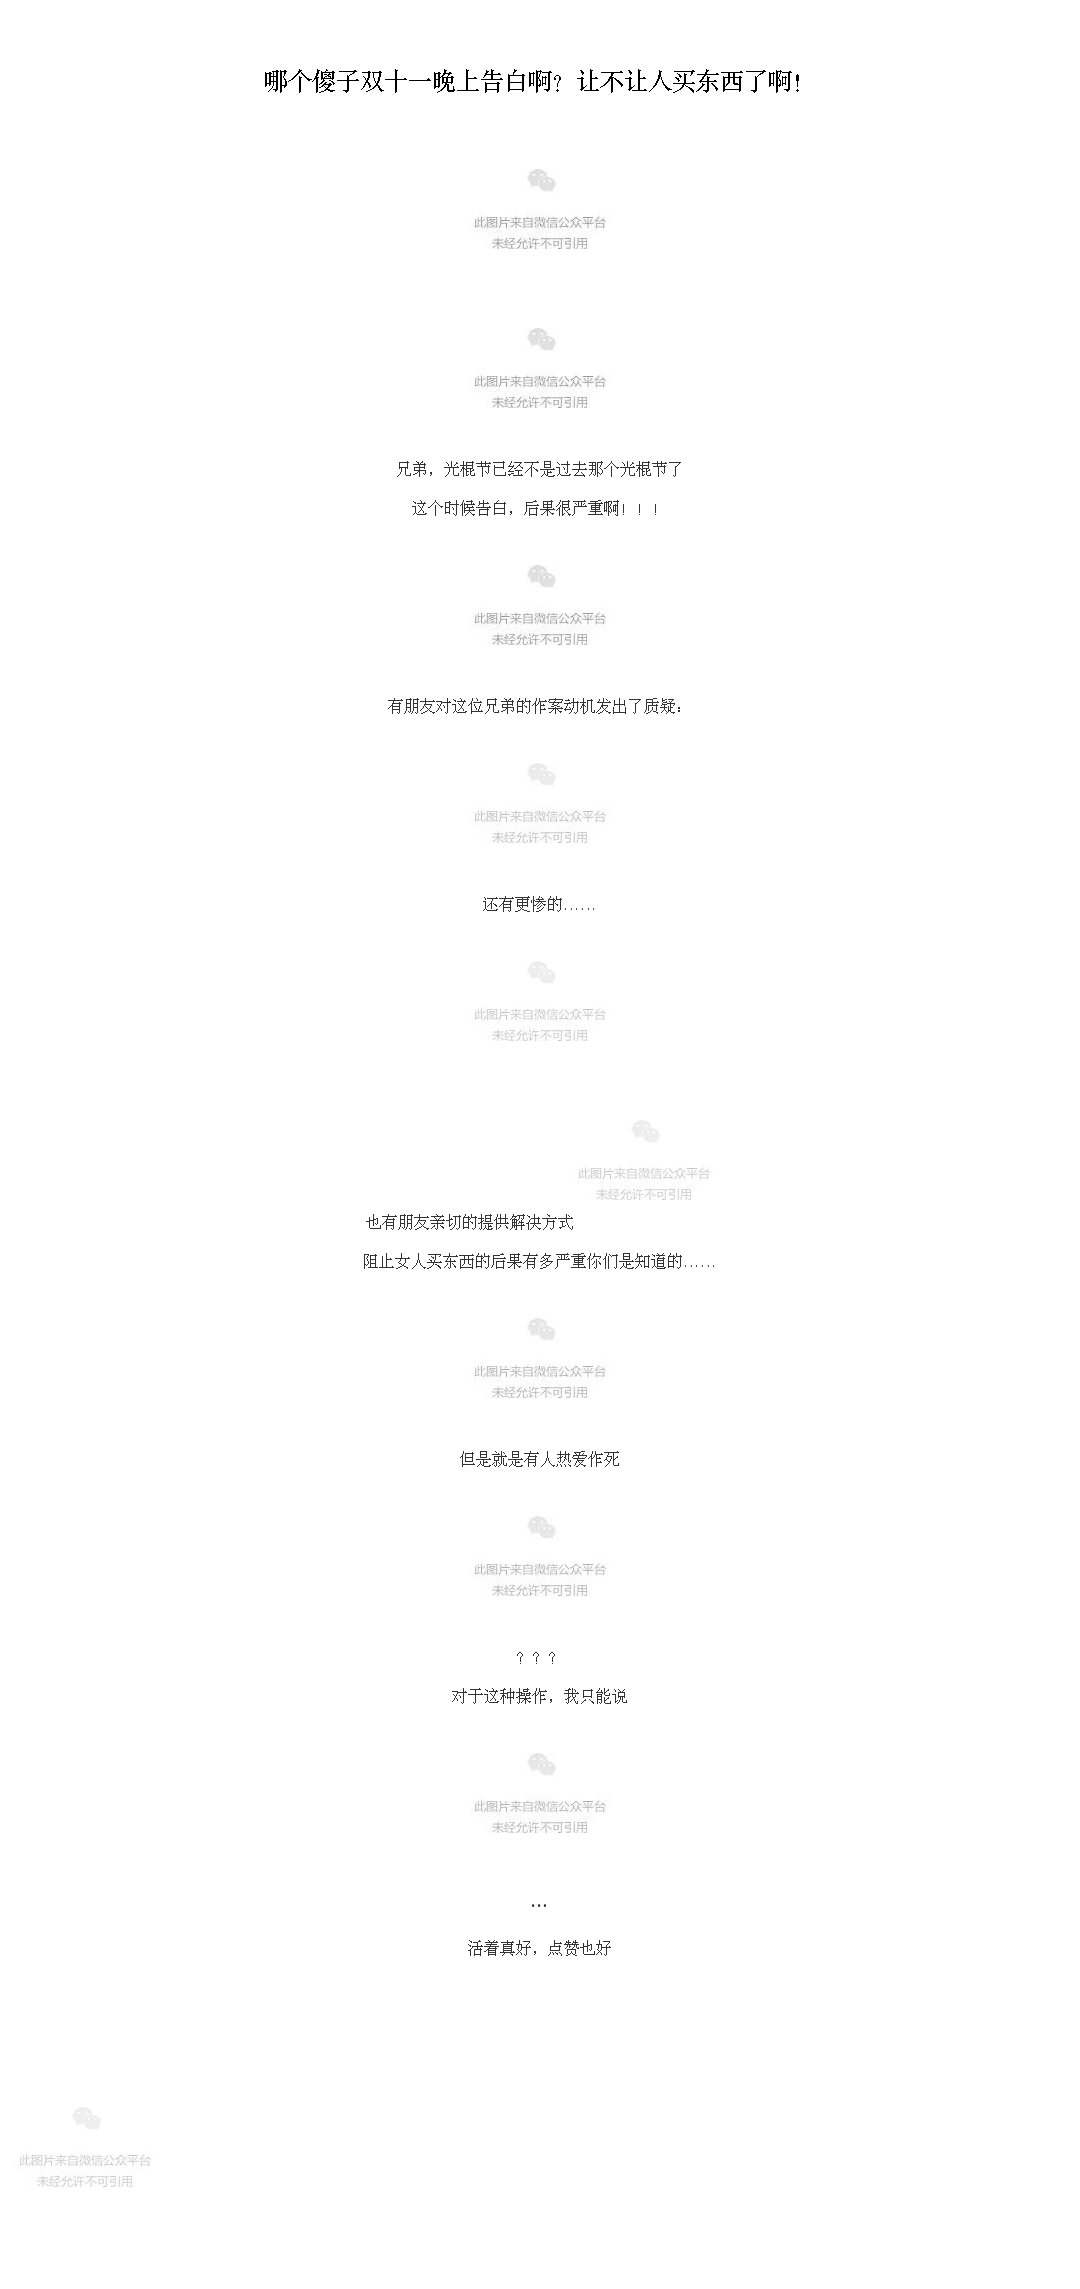 哪个傻子双十一晚上告白啊？让不让人买东西了啊！
此图片来自微信公众平台
未经允许不可引用
此图片来自微信公众平台
未经允许不可引用
兄弟，光棍节已经不是过去那个光棍节了
这个时候告白，后果很严重啊！！！
此图片来自微信公众平台
未经允许不可引用
有朋友对这位兄弟的作案动机发出了质疑：
此图片来自微信公众平台
未经允许不可引用
还有更惨的……
此图片来自微信公众平台
未经允许不可引用
此图片来自微信公众平台
未经允许不可引用
也有朋友亲切的提供解决方式
阻止女人买东西的后果有多严重你们是知道的……
此图片来自微信公众平台
未经允许不可引用
但是就是有人热爱作死
此图片来自微信公众平台
未经允许不可引用
？？？
对于这种操作，我只能说
此图片来自微信公众平台
未经允许不可引用
...
活着真好，点赞也好
此图片来自微信公众平台
未经允许不可引用